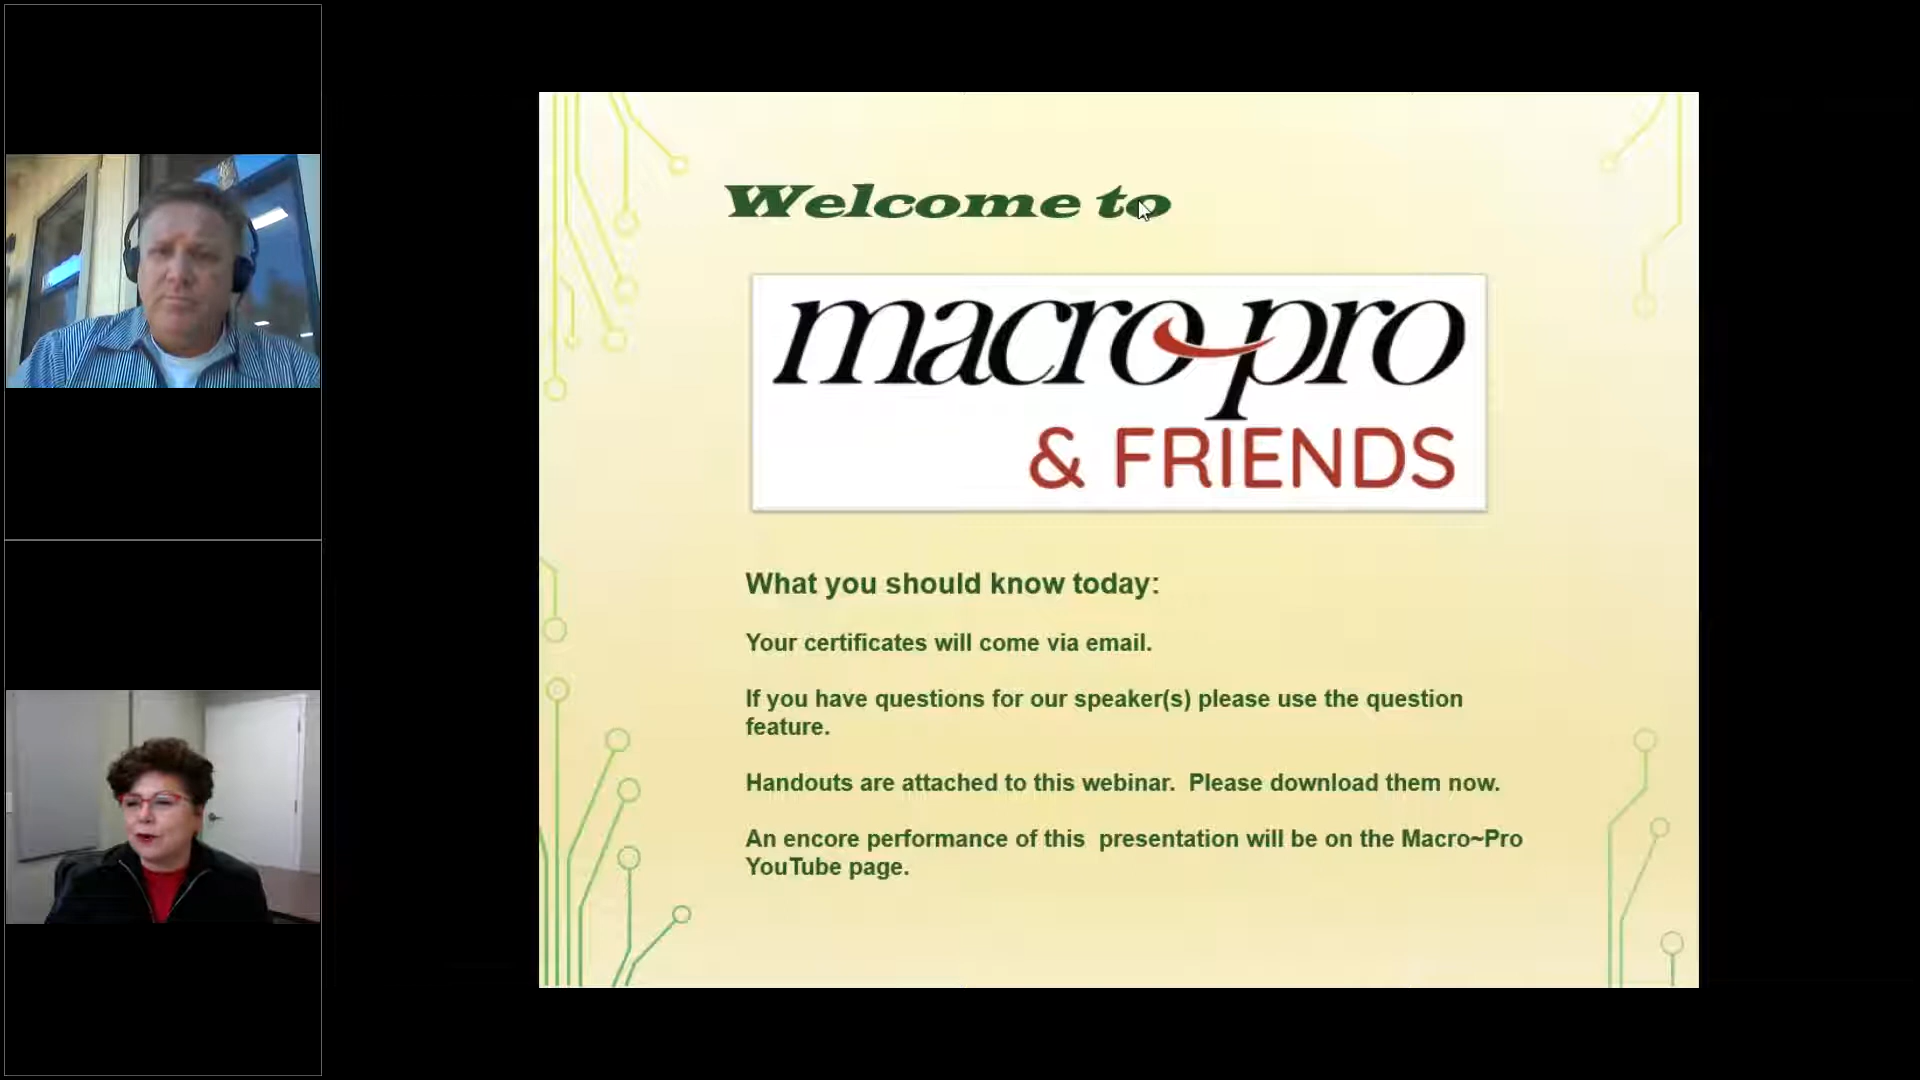 Welcome to
macro-pro
& FRIENDS
What you should know today:
Your certificates will come via email.
If you have questions for our speaker(s) please use the question
feature.
Handouts are attached to this webinar.  Please download them now.
An encore performance of this  presentation will be on the Macro~Pro
YouTube page.